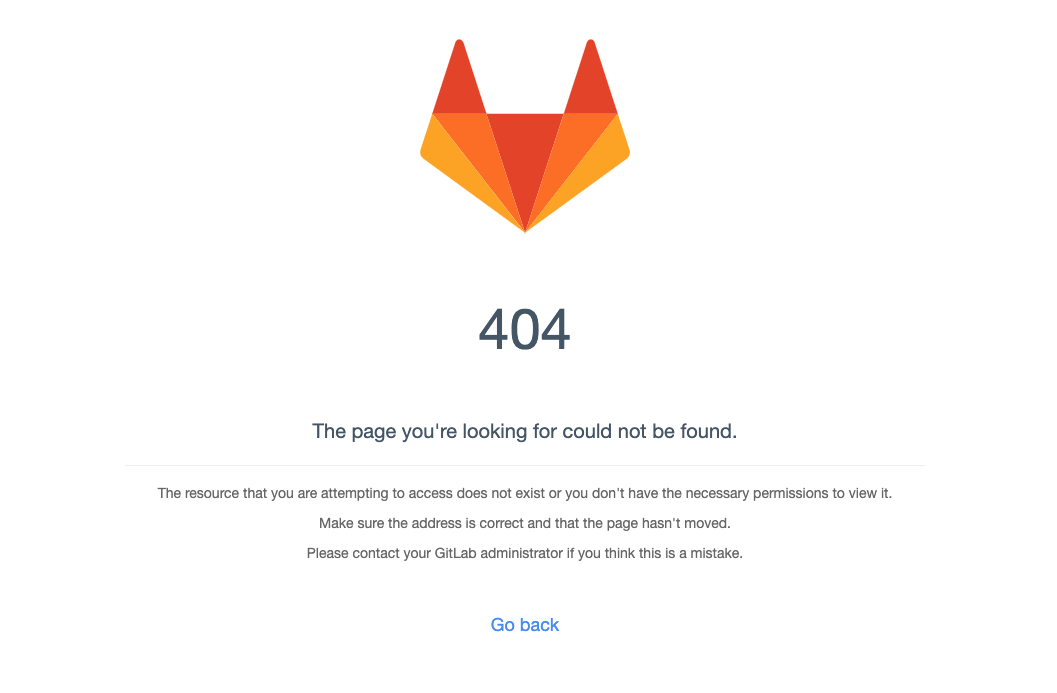 404
The page you're looking for could not be found.
The resource that you are attempting to access does not exist or you don't have the necessary permissions to view it.
Make sure the address is correct and that the page hasn't moved.
Please contact your GitLab administrator if you think this is a mistake.
Go back